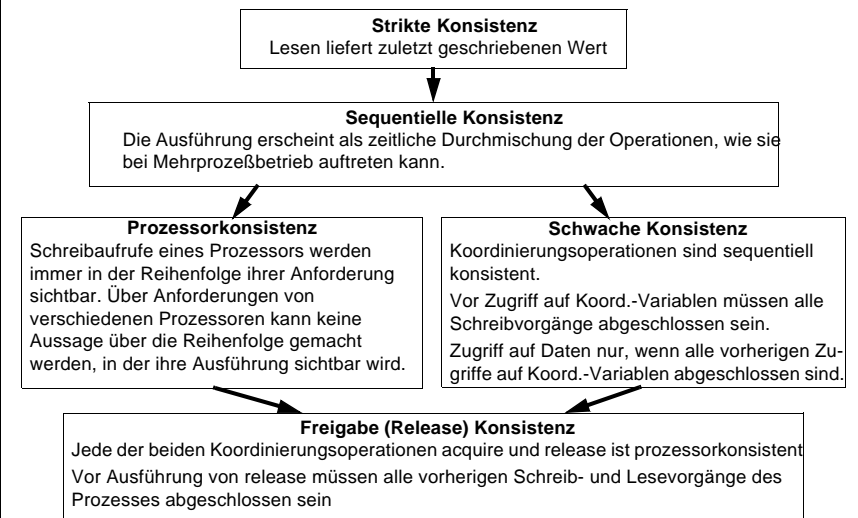 Strikte Konsistenz
Lesen liefert zuletzt geschriebenen Wert
Sequentielle Konsistenz
Die Ausführung erscheint als zeitliche Durchmischung der Operationen, wie sie
bei Mehrprozeßbetrieb auftreten kann.
Prozessorkonsistenz
Schreibaufrufe eines Prozessors werden
immer in der Reihenfolge ihrer Anforderung
sichtbar. Über Anforderungen von
verschiedenen Prozessoren kann keine
Aussage über die Reihenfolge gemacht
werden, in der ihre Ausführung sichtbar wird.
Schwache Konsistenz
Koordinierungsoperationen sind sequentiell
konsistent.
Vor Zugriff auf Koord.-Variablen müssen alle
Schreibvorgänge abgeschlossen sein.
Zugriff auf Daten nur, wenn alle vorherigen Zu-
griffe auf Koord.-Variablen abgeschlossen sind.
Freigabe (Release) Konsistenz
Jede der beiden Koordinierungsoperationen acquire und release ist prozessorkonsistent
Vor Ausführung von release müssen alle vorherigen Schreib- und Lesevorgänge des
Prozesses abgeschlossen sein